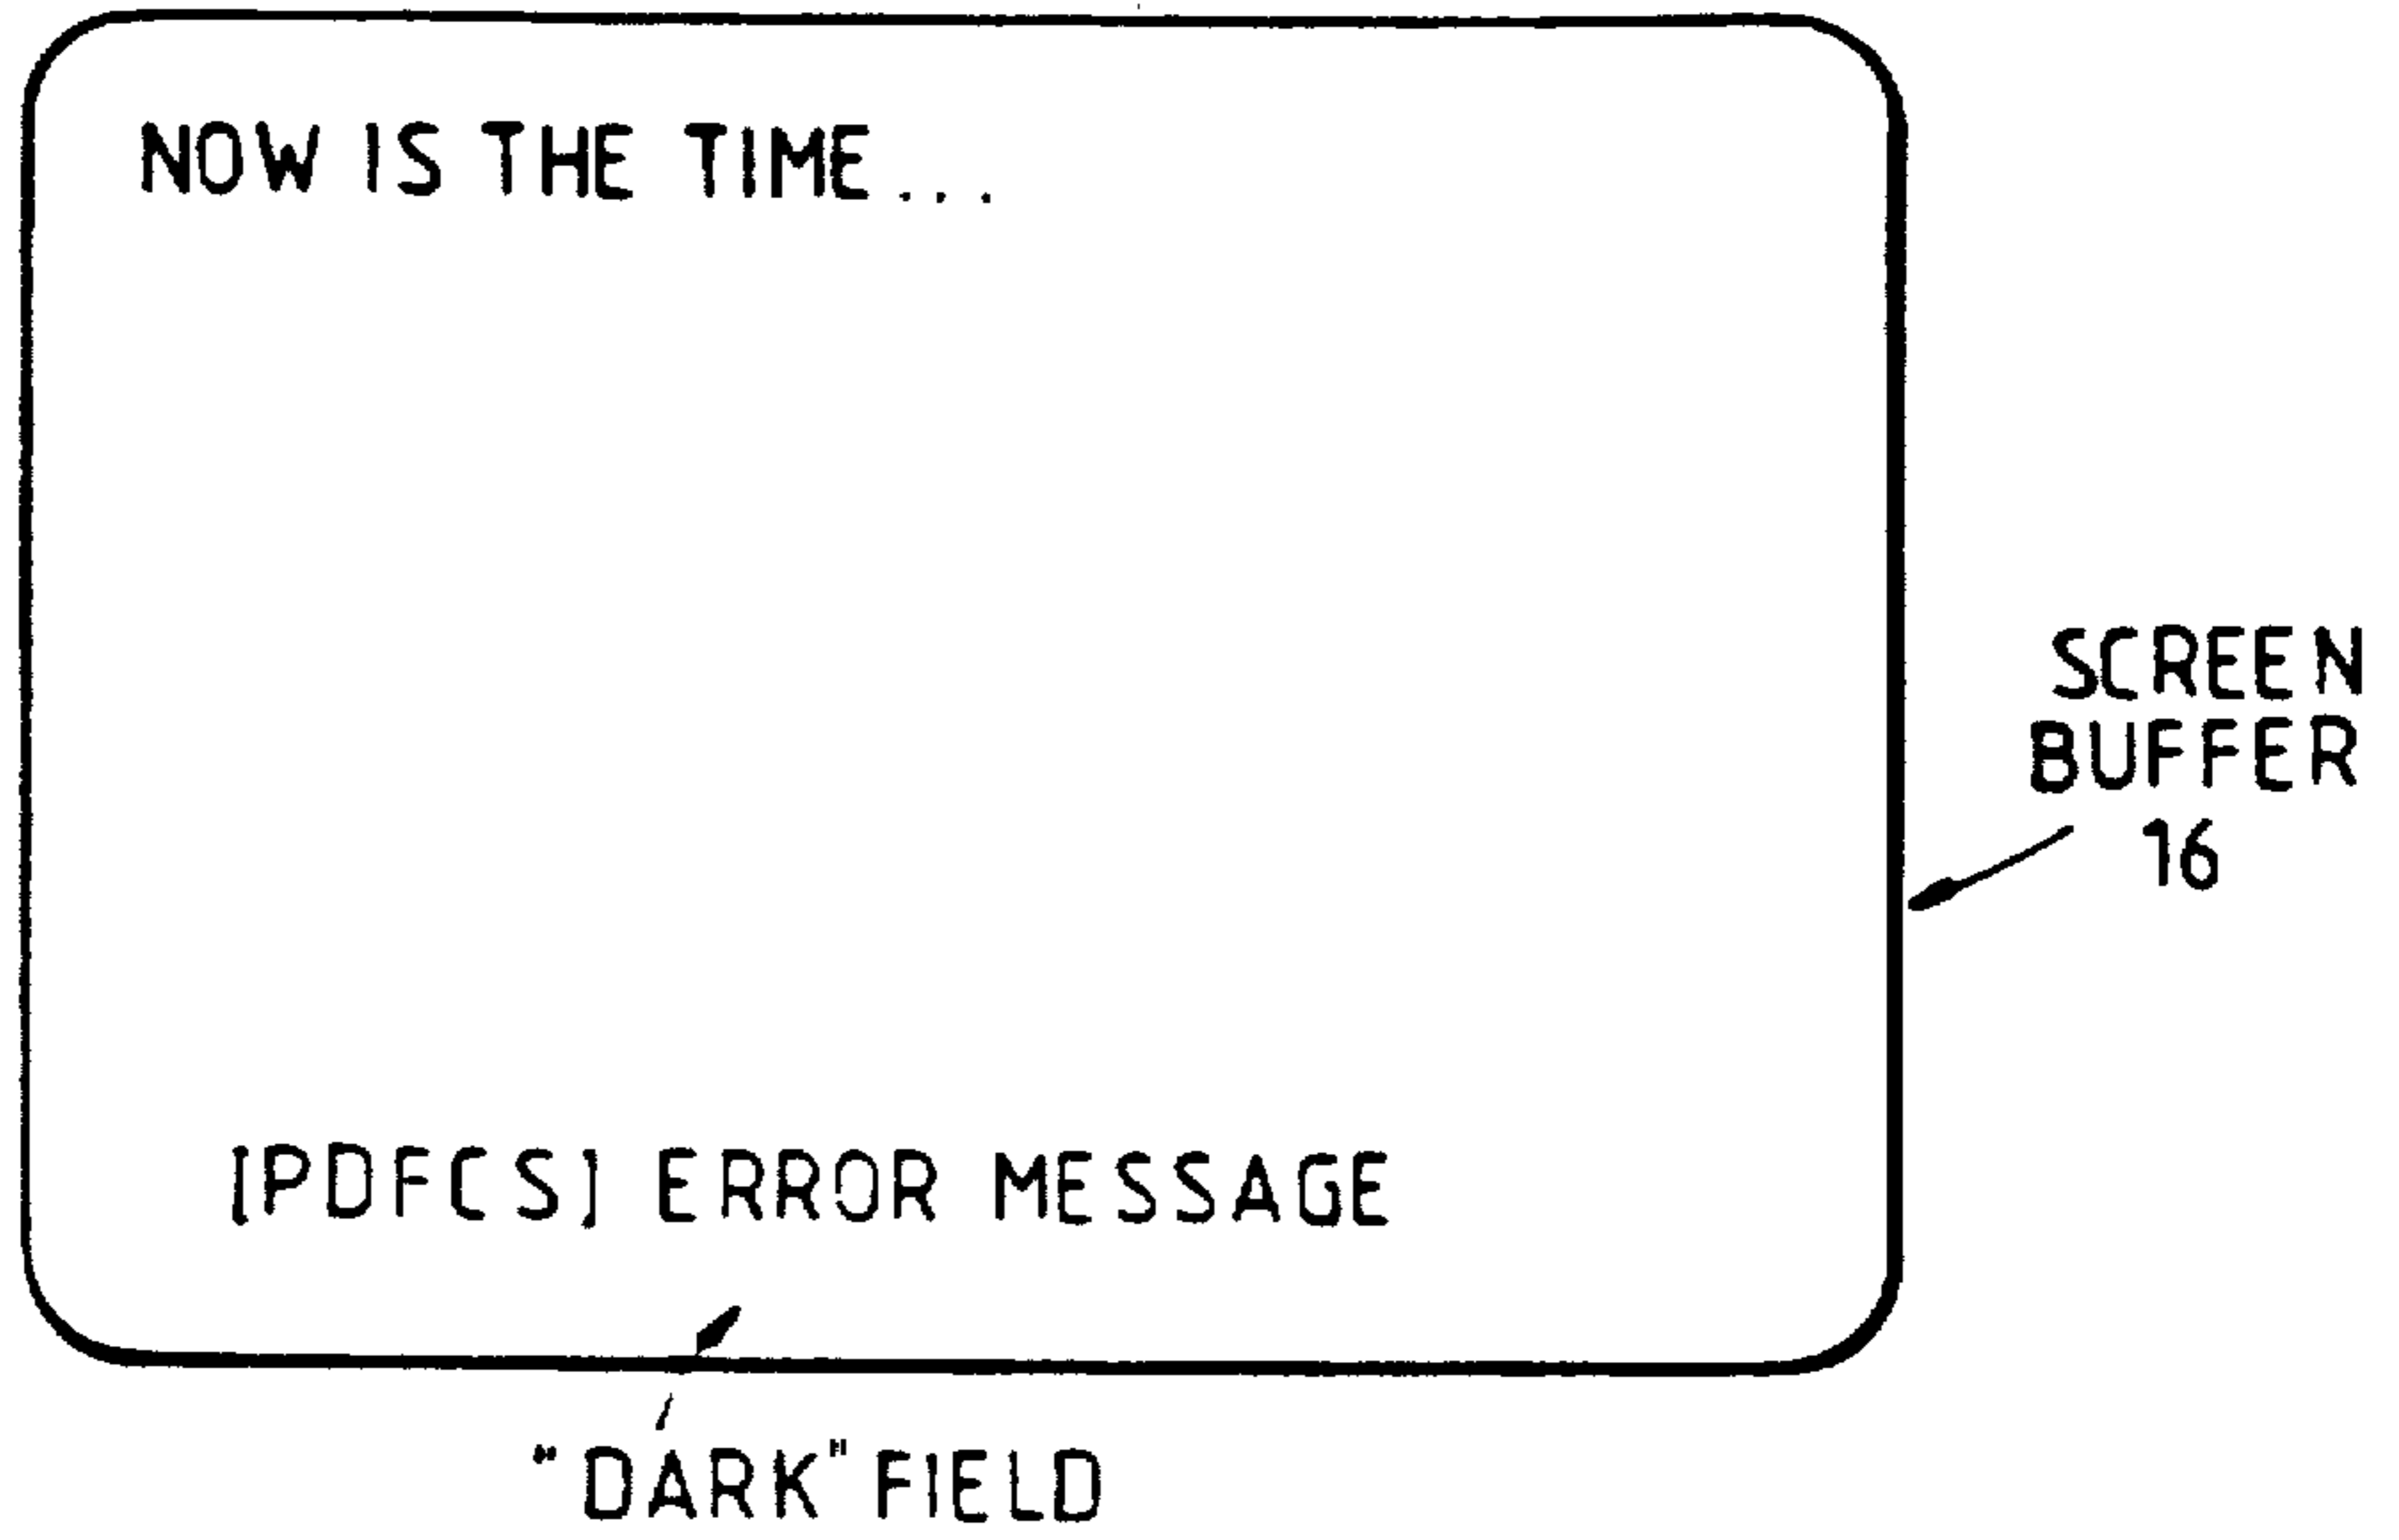 NOW IS THE TIME...
SCREEN
BUFFER
16
[PDFCS] ERROR MESSAGE
"DARK" FIELD